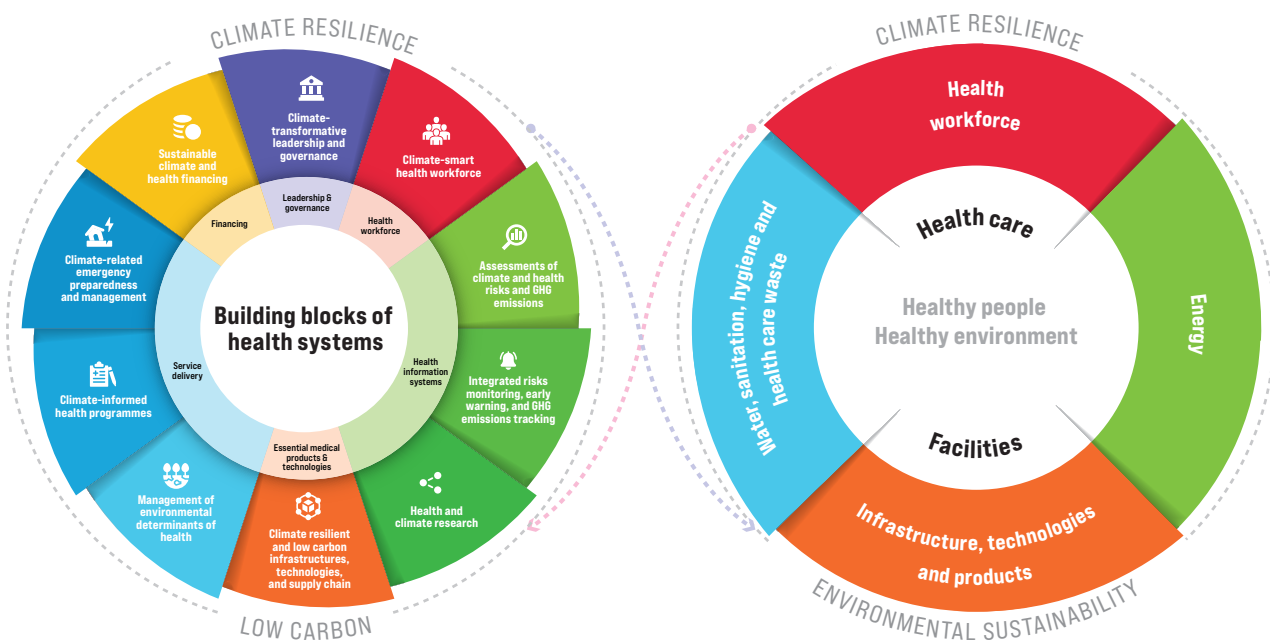 CLIMATE RESILIENCE
Climate-
transformative
leadership and
governance
Climate-smart
health workforce
Assessments of
climate and health
risks and GHG
emissions
Integrated risks
monitoring, early
warning, and GHG
emissions tracking
Health and
climate research
Climate resilient
and low carbon
infrastructures,
technologies,
and supply chain
Management of
environmental
determinants of
health
Climate-informed
health programmes
Climate-related
emergency
preparedness
and management
Sustainable
climate and
health financing
Leadership &
governance
Health
workforce
Health
information
systems
Essential medical
products &
technologies
Service
delivery
Financing
Building blocks of
health systems
LOW CARBON
CLIMATE RESILIENCE
Health
workforce
Energy
Infrastructure, technologies
and products
Water, sanitation, hygiene and
health care waste
Health care
Healthy people
Healthy environment
Facilities
ENVIRONMENTAL SUSTAINABILITY